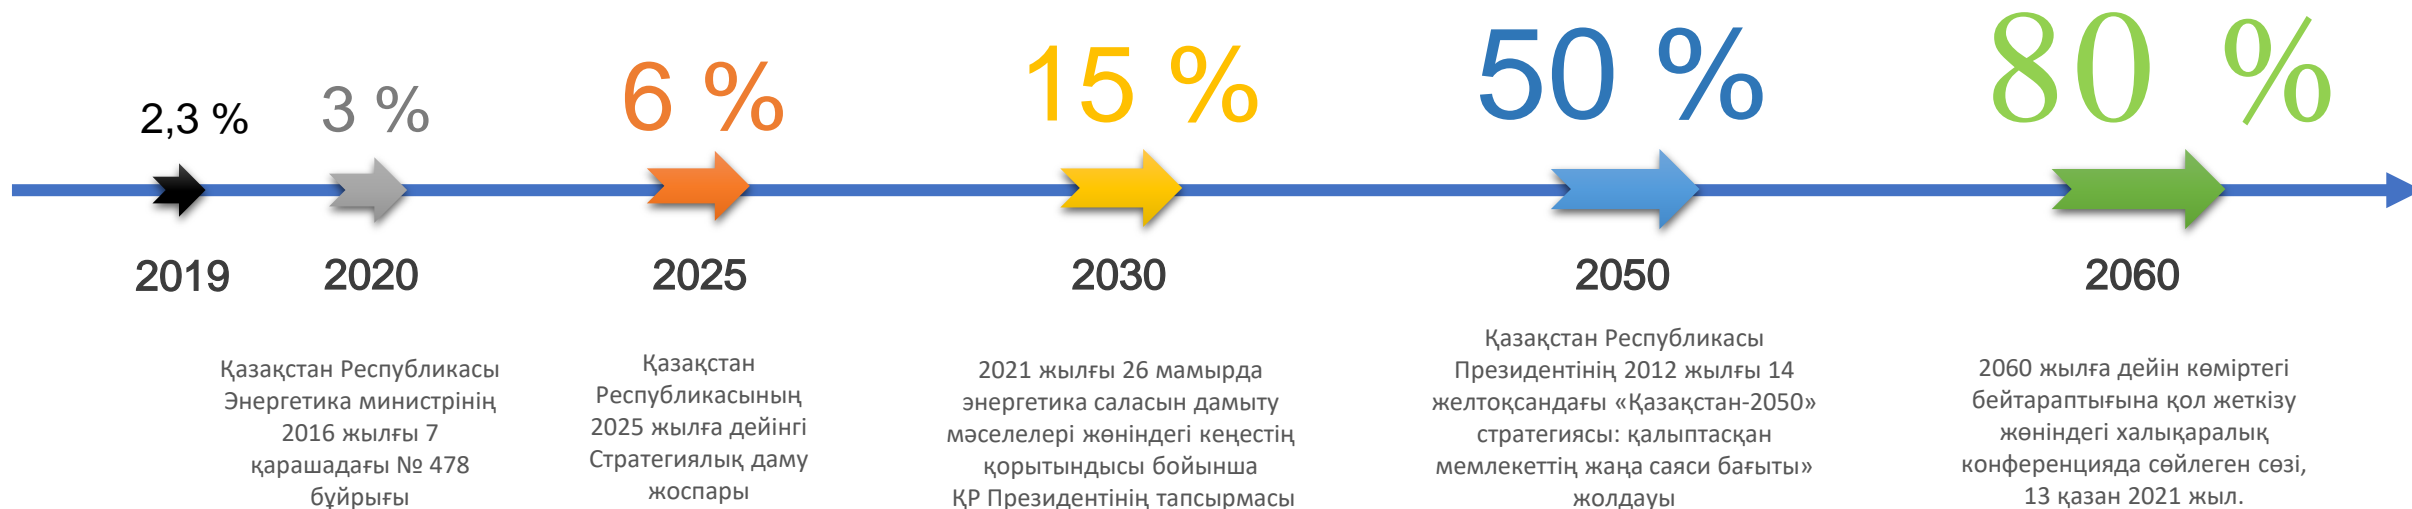 2,3 %
3 %
6 %
15 %
50 %
80 %
2019
2020
2025
2030
2050
2060
Қазақстан Республикасы
Энергетика министрінің
2016 жылғы 7
қарашадағы № 478
бұйрығы
Қазақстан
Республикасының
2025 жылға дейінгі
Стратегиялық даму
жоспары
2021 жылғы 26 мамырда
энергетика саласын дамыту
мәселелері жөніндегі кеңестің
қорытындысы бойынша
ҚР Президентінің тапсырмасы
Қазақстан Республикасы
Президентінің 2012 жылғы 14
желтоқсандағы «Қазақстан-2050»
стратегиясы: қалыптасқан
мемлекеттің жаңа саяси бағыты»
жолдауы
2060 жылға дейін көміртегі
бейтараптығына қол жеткізу
жөніндегі халықаралық
конференцияда сөйлеген сөзі,
13 қазан 2021 жыл.